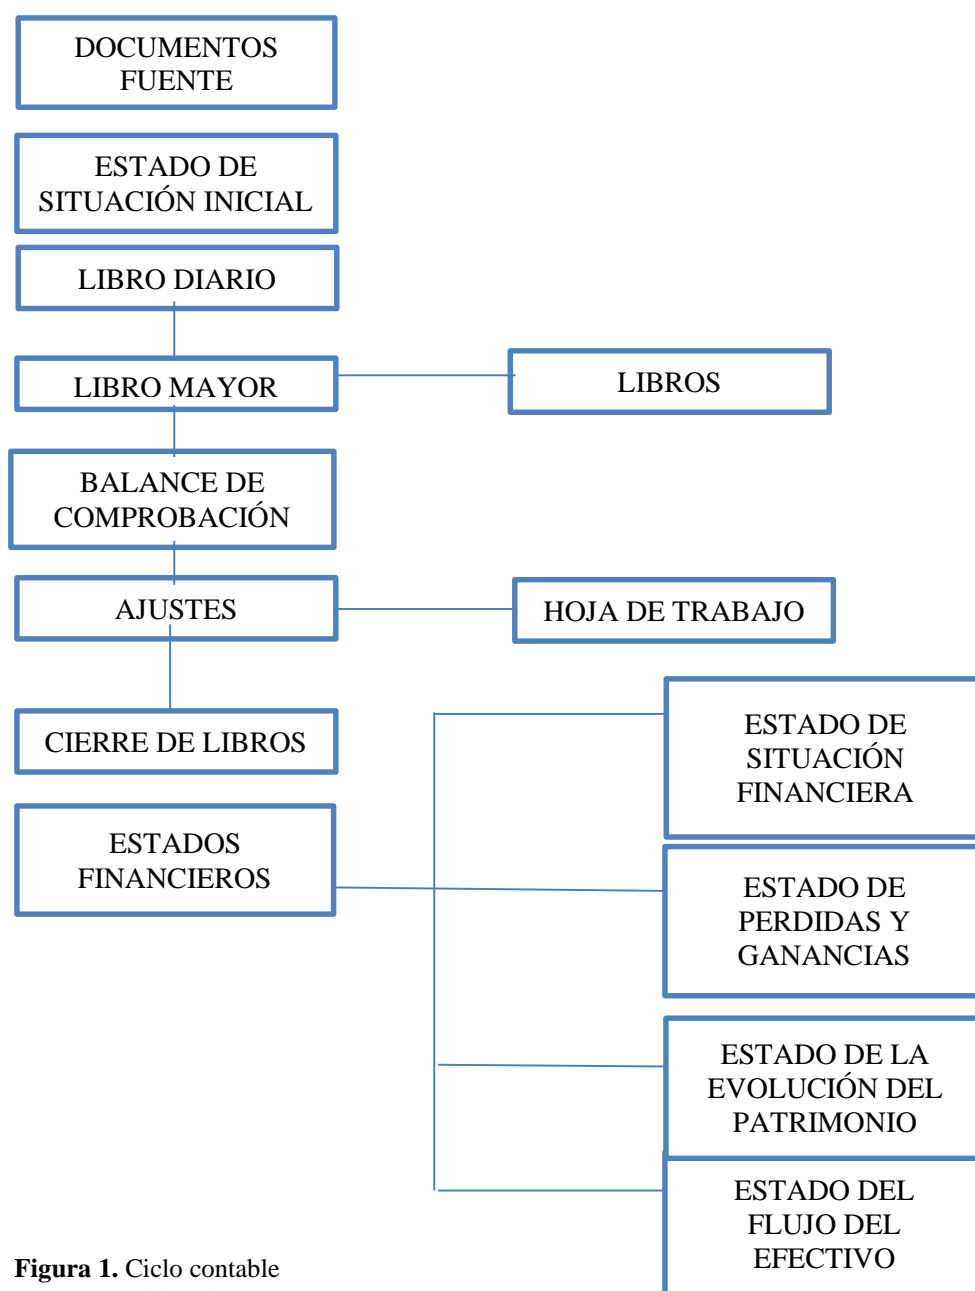 DOCUMENTOS
FUENTE
ESTADO DE
SITUACIÓN INICIAL
LIBRO DIARIO
LIBRO MAYOR
LIBROS
BALANCE DE
COMPROBACIÓN
AJUSTES
HOJA DE TRABAJO
CIERRE DE LIBROS
ESTADOS
FINANCIEROS
ESTADO DE
SITUACIÓN
FINANCIERA
ESTADO DE
PERDIDAS Y
GANANCIAS
ESTADO DE LA
EVOLUCIÓN DEL
PATRIMONIO
ESTADO DEL
FLUJO DEL
EFECTIVO
Figura 1. Ciclo contable